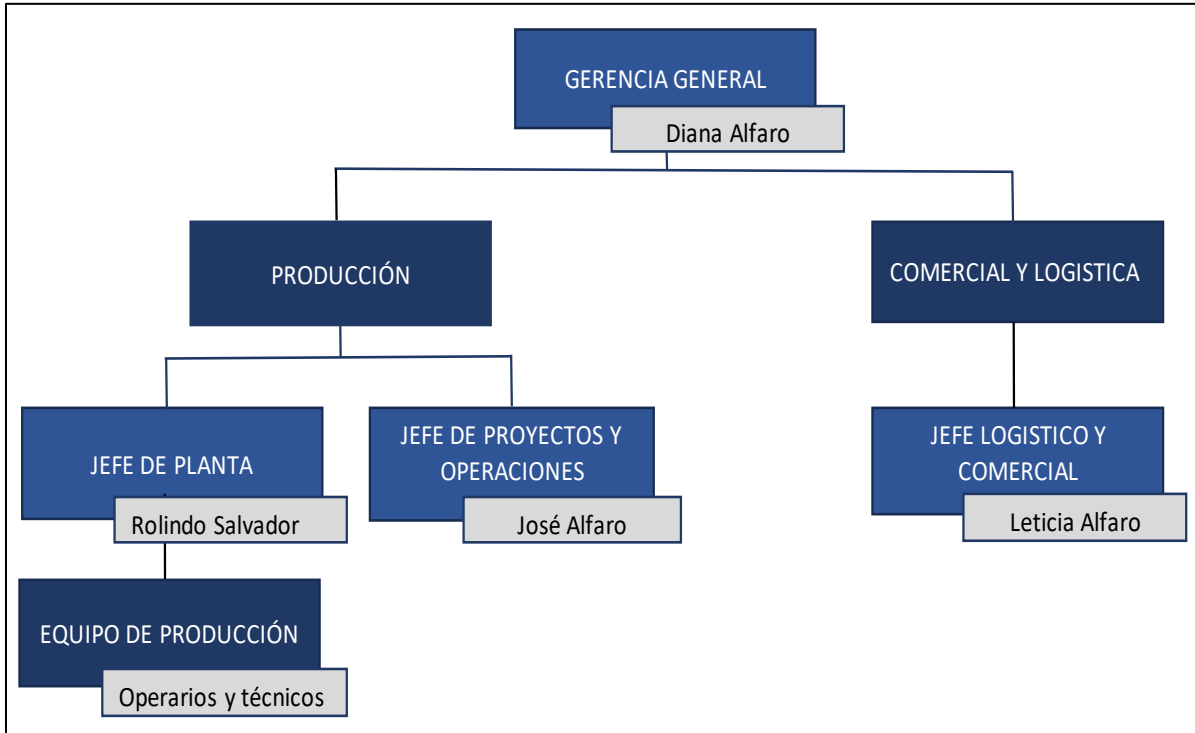 GERENCIA GENERAL
Diana Alfaro
PRODUCCIÓN
COMERCIAL Y LOGISTICA
JEFE DE PLANTA
Rolindo Salvador
JEFE DE PROYECTOS Y
OPERACIONES
José Alfaro
JEFE LOGISTICO Y
COMERCIAL
Leticia Alfaro
EQUIPO DE PRODUCCIÓN
Operarios y técnicos